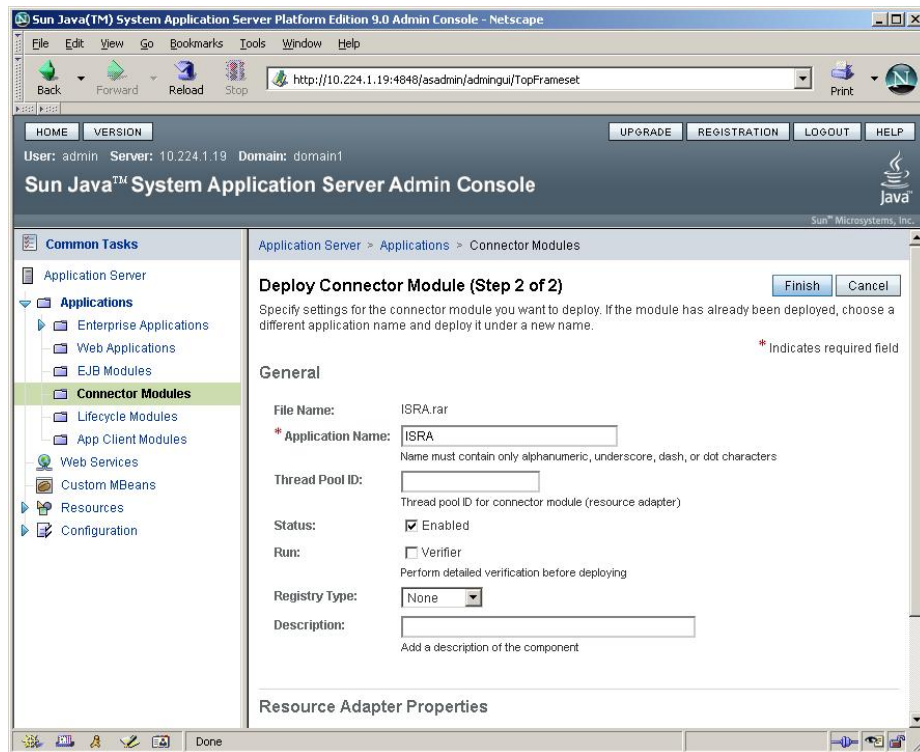 Sun Java(TM) System Application Server Platform Edition 9.0 Admin Console - Netscape
File Edit View Go Bookmarks Tools Window Help
Back Forward Reload Stop http://10.224.1.19:4848/asadmin/admingui/TopFrameset Print N
HOME VERSION UPGRADE REGISTRATION LOGOUT HELP
User: admin Server: 10.224.1.19 Domain: domain1
Sun Java™ System Application Server Admin Console
Java™
Sun™ Microsystems, Inc.
Common Tasks
Application Server
Applications
Enterprise Applications
Web Applications
EJB Modules
Connector Modules
Lifecycle Modules
App Client Modules
Web Services
Custom MBeans
Resources
Configuration
Application Server > Applications > Connector Modules
Deploy Connector Module (Step 2 of 2) Finish Cancel
Specify settings for the connector module you want to deploy. If the module has already been deployed, choose a
different application name and deploy it under a new name.
* Indicates required field
General
File Name: ISRA.rar
* Application Name: ISRA
Name must contain only alphanumeric, underscore, dash, or dot characters
Thread Pool ID:
Thread pool ID for connector module (resource adapter)
Status: Enabled
Run: Verifier
Perform detailed verification before deploying
Registry Type: None
Description:
Add a description of the component
Resource Adapter Properties
Done